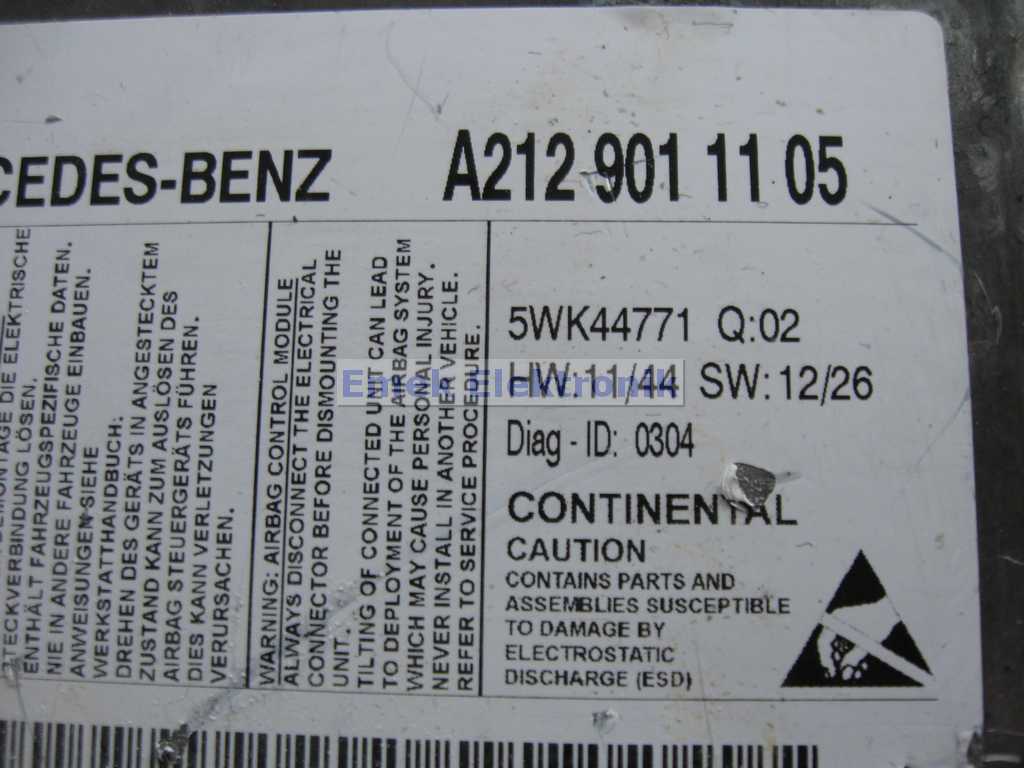 CEDES-BENZ A212 901 11 05
STECKVERBINDUNG LÖSEN.
ENTHÄLT FAHRZEUGSPEZIFISCHE DATEN.
NIE IN ANDERE FAHRZEUGE EINBAUEN.
ANWEISUNGEN SIEHE
WERKSTATTHANDBUCH:
DREHEN DES GERÄTS IN ANGESTECKTEM
ZUSTAND KANN ZUM AUSLÖSEN DES
AIRBAG STEUERGERÄTS FÜHREN.
DIES KANN VERLETZUNGEN
VERURSACHEN.
WARNING: AIRBAG CONTROL MODULE
ALWAYS DISCONNECT THE ELECTRICAL
CONNECTOR BEFORE DISMOUNTING THE
UNIT.
TILTING OF CONNECTED UNIT CAN LEAD
TO DEPLOYMENT OF THE AIRBAG SYSTEM
WHICH MAY CAUSE PERSONAL INJURY.
NEVER INSTALL IN ANOTHER VEHICLE.
REFER TO SERVICE PROCEDURE.
5WK44771 Q:02
HW:11/44 SW:12/26
Diag - ID: 0304
CONTINENTAL
CAUTION
CONTAINS PARTS AND
ASSEMBLIES SUSCEPTIBLE
TO DAMAGE BY
ELECTROSTATIC
DISCHARGE (ESD)
Emek Elektronik